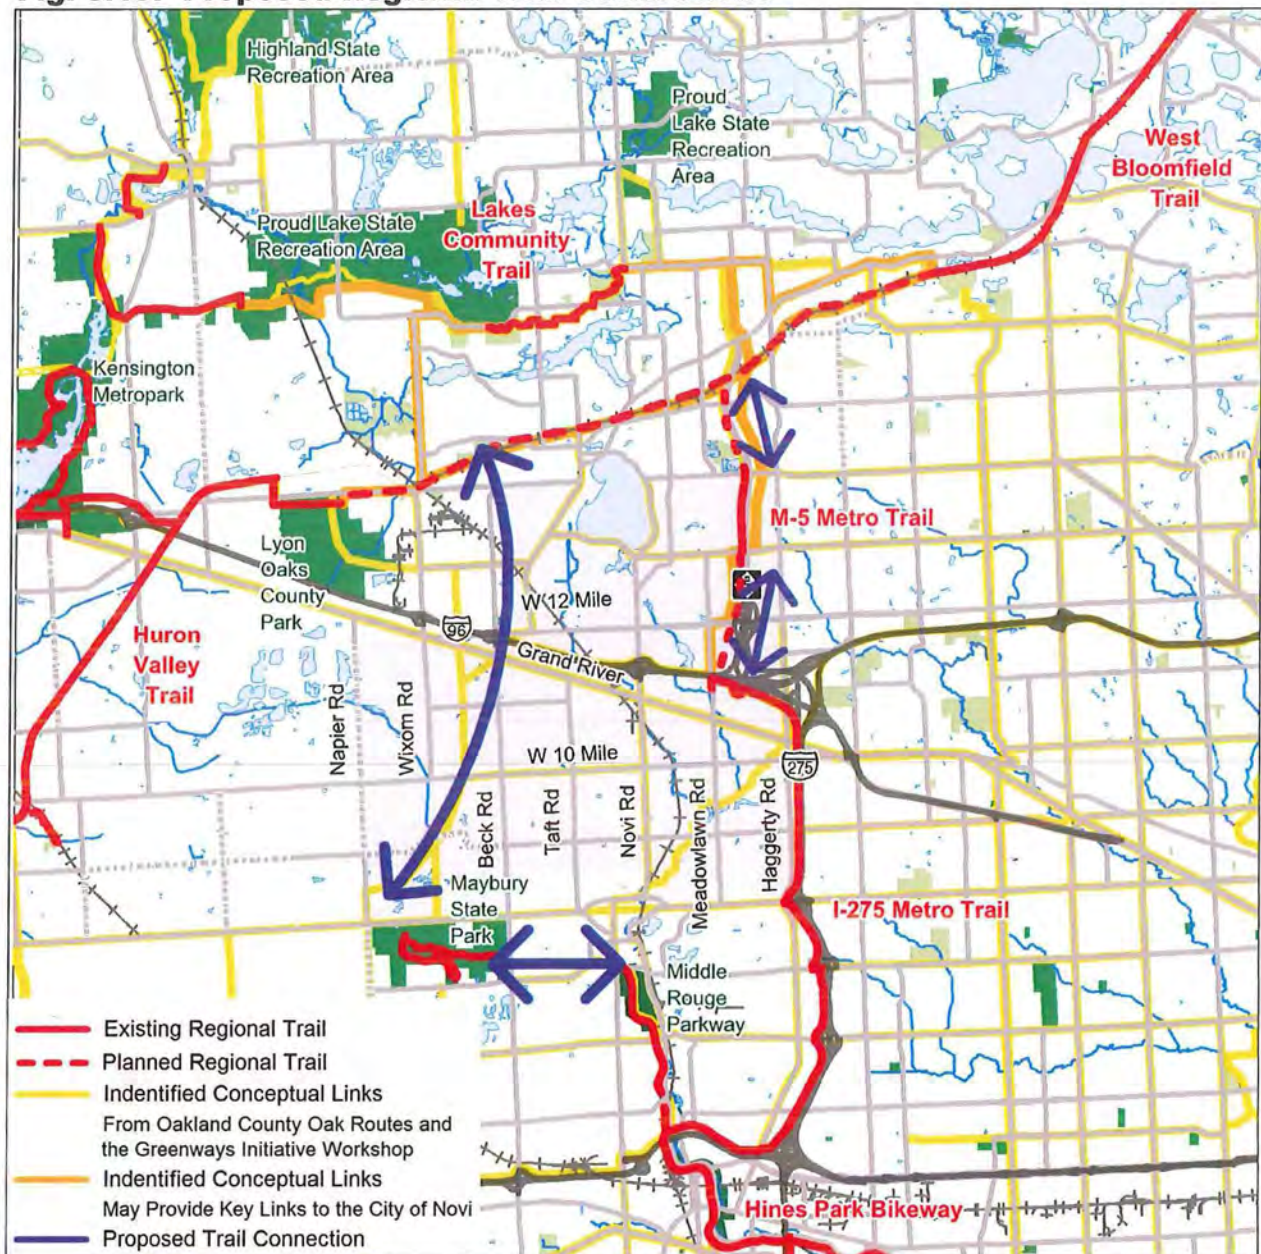 Highland State
Recreation Area
Proud
Lake State
Recreation
Area
West
Bloomfield
Trail
Proud Lake State
Recreation Area
Lakes
Community
Trail
Kensington
Metropark
M-5 Metro Trail
Lyon
Oaks
County
Park
W 12 Mile
96
Grand River
Huron
Valley
Trail
Napier Rd
Wixom Rd
W 10 Mile
275
Beck Rd
Taft Rd
Novi Rd
Meadowlawn Rd
Haggerty Rd
Maybury
State
Park
I-275 Metro Trail
Middle
Rouge
Parkway
Existing Regional Trail
Planned Regional Trail
Indentified Conceptual Links
From Oakland County Oak Routes and
the Greenways Initiative Workshop
Indentified Conceptual Links
May Provide Key Links to the City of Novi
Proposed Trail Connection
Hines Park Bikeway